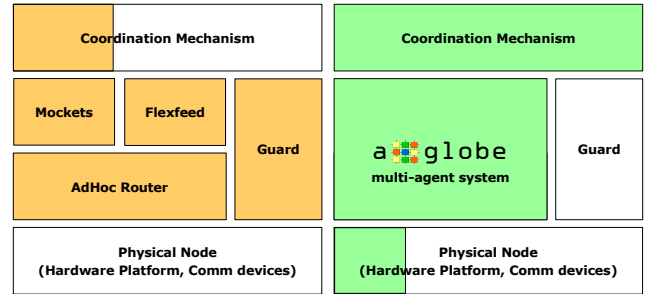 Coordination Mechanism
Mockets
Flexfeed
Guard
AdHoc Router
Physical Node
(Hardware Platform, Comm devices)
Coordination Mechanism
a globe
multi-agent system
Guard
Physical Node
(Hardware Platform, Comm devices)